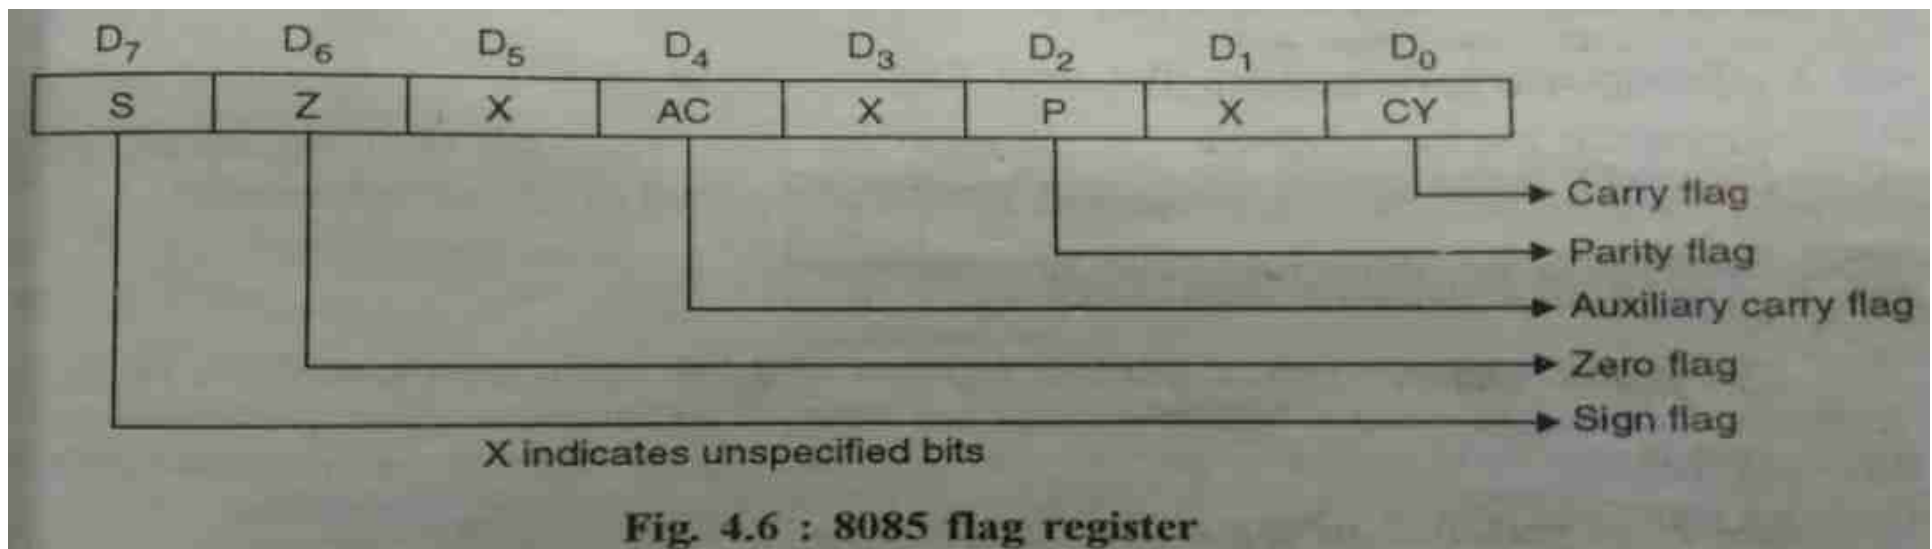 D7 D6 D5 D4 D3 D2 D1 D0
S Z X AC X P X CY
Carry flag
Parity flag
Auxiliary carry flag
Zero flag
Sign flag
X indicates unspecified bits
Fig. 4.6 : 8085 flag register